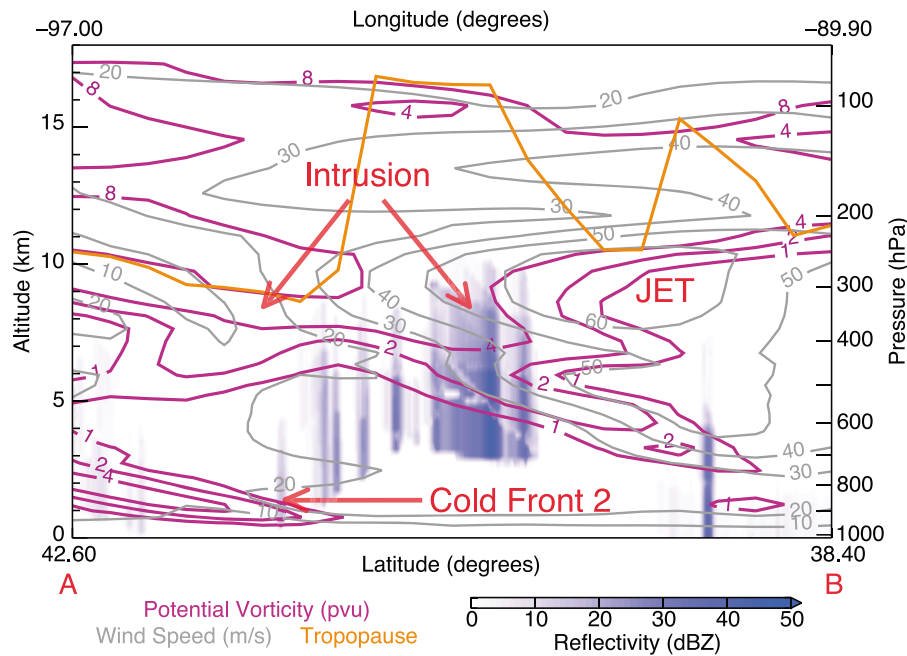 Longitude (degrees)
−97.00 −89.90
20 8 8 20 8 100
4 4
15
30 40
Intrusion
8 40
30 4 200
50 2
10 1
10 JET 50 300
20 40
60
30
20 4 400
2
1 50
2 1
5
1 600
1 2 40
2 30
4 20 800
Cold Front 2
10 1 20
10
0 1000
42.60 38.40
Altitude (km)
Pressure (hPa)
Latitude (degrees)
A B
Potential Vorticity (pvu)
Wind Speed (m/s) Tropopause
0 10 20 30 40 50
Reflectivity (dBZ)